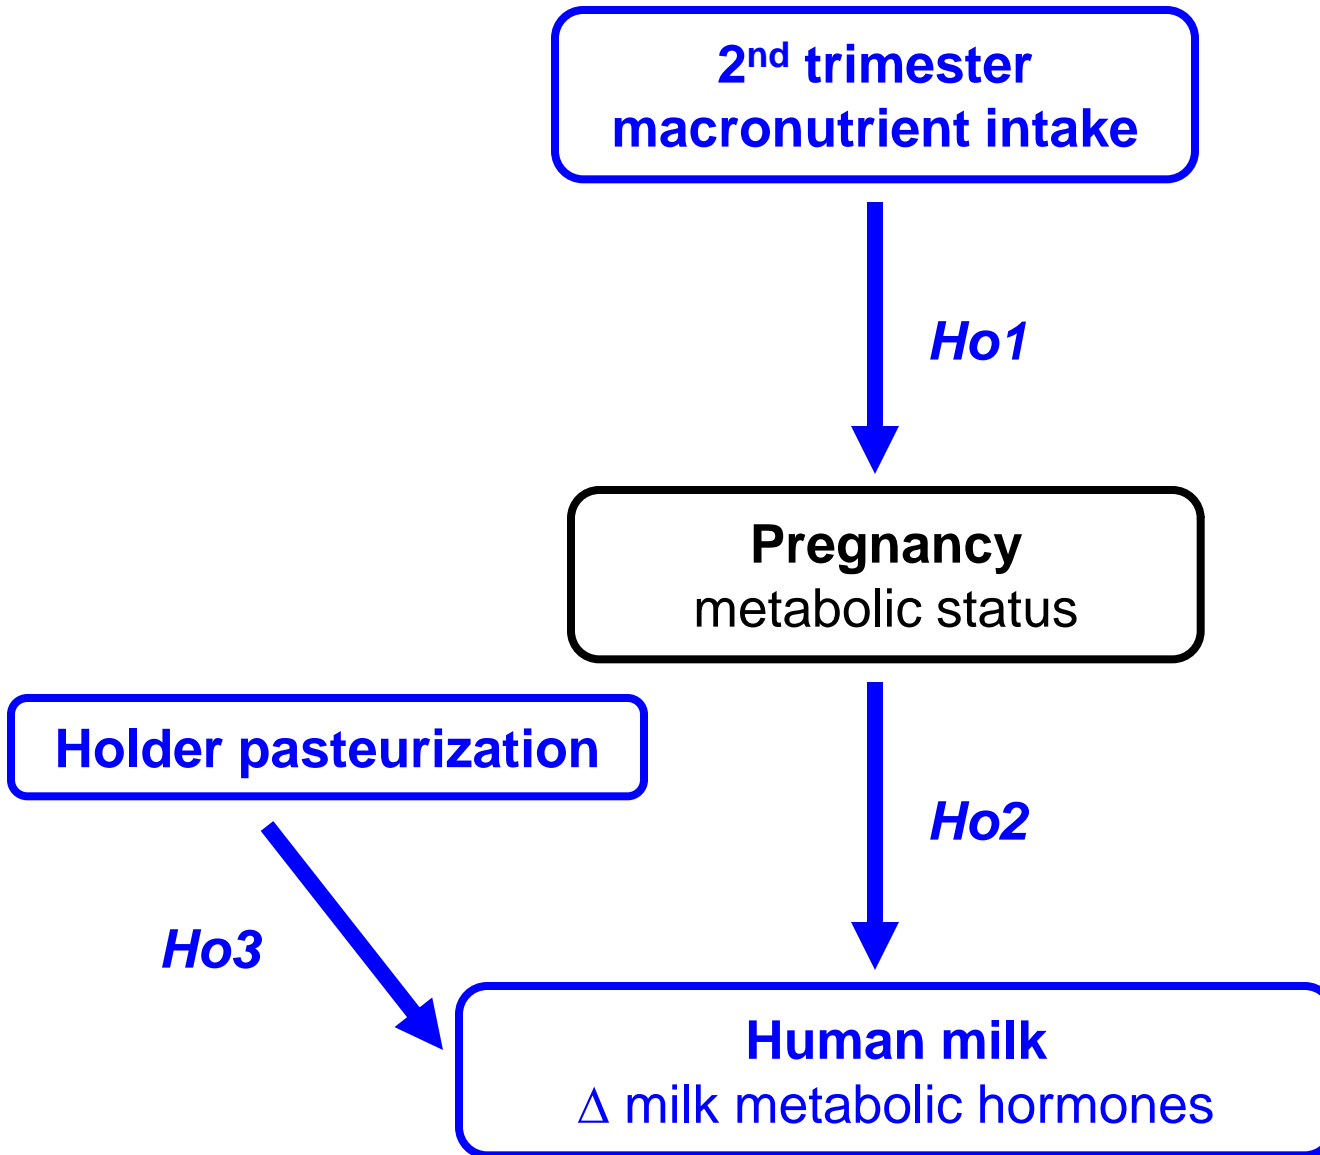 2nd trimester
macronutrient intake
Ho1
Pregnancy
metabolic status
Holder pasteurization
Ho2
Ho3
Human milk
Δ milk metabolic hormones